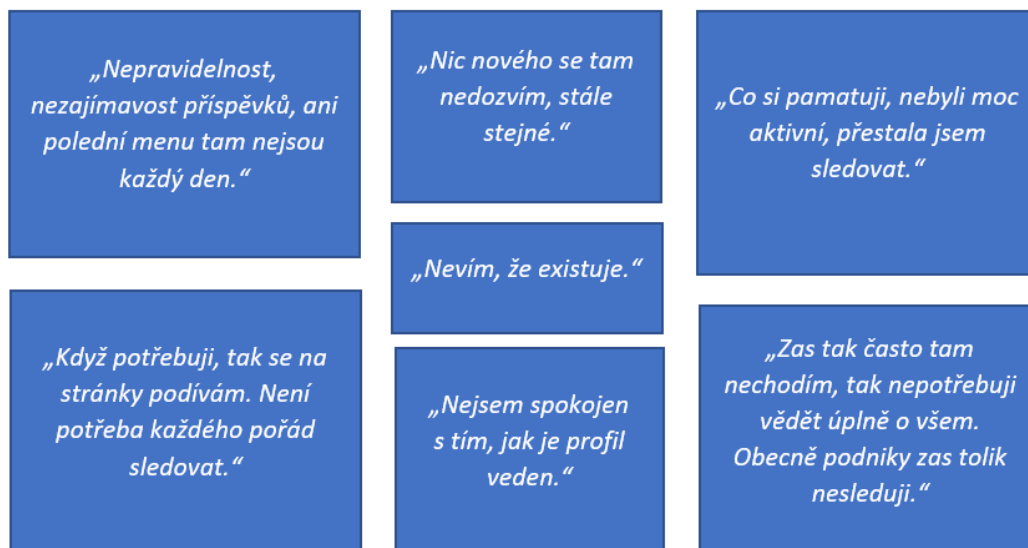 „Nepravidelnost,
nezajímavost příspěvků, ani
polední menu tam nejsou
každý den.“
„Nic nového se tam
nedozvím, stále
stejné.“
„Co si pamatuji, nebyli moc
aktivní, přestala jsem
sledovat.“
„Nevím, že existuje.“
„Když potřebuji, tak se na
stránky podívám. Není
potřeba každého pořád
sledovat.“
„Nejsem spokojen
s tím, jak je profil
veden.“
„Zas tak často tam
nechodím, tak nepotřebuji
vědět úplně o všem.
Obecně podniky zas tolik
nesleduji.“